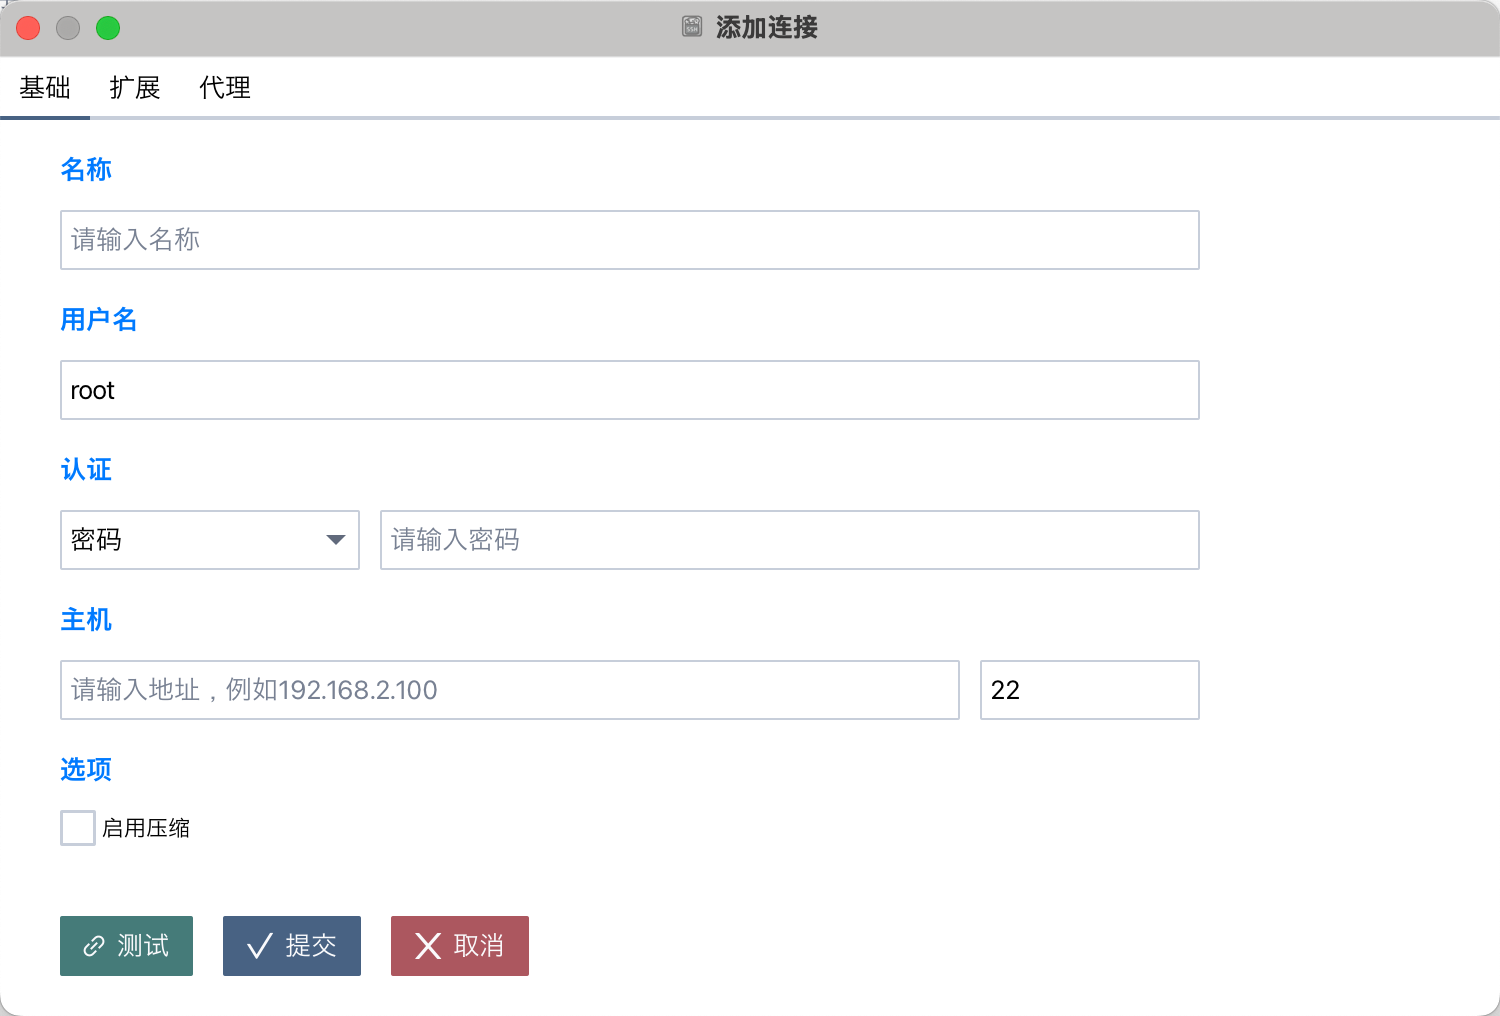 添加连接
基础 扩展 代理
名称
请输入名称
用户名
root
认证
密码 请输入密码
主机
请输入地址，例如192.168.2.100 22
选项
启用压缩
测试 提交 取消